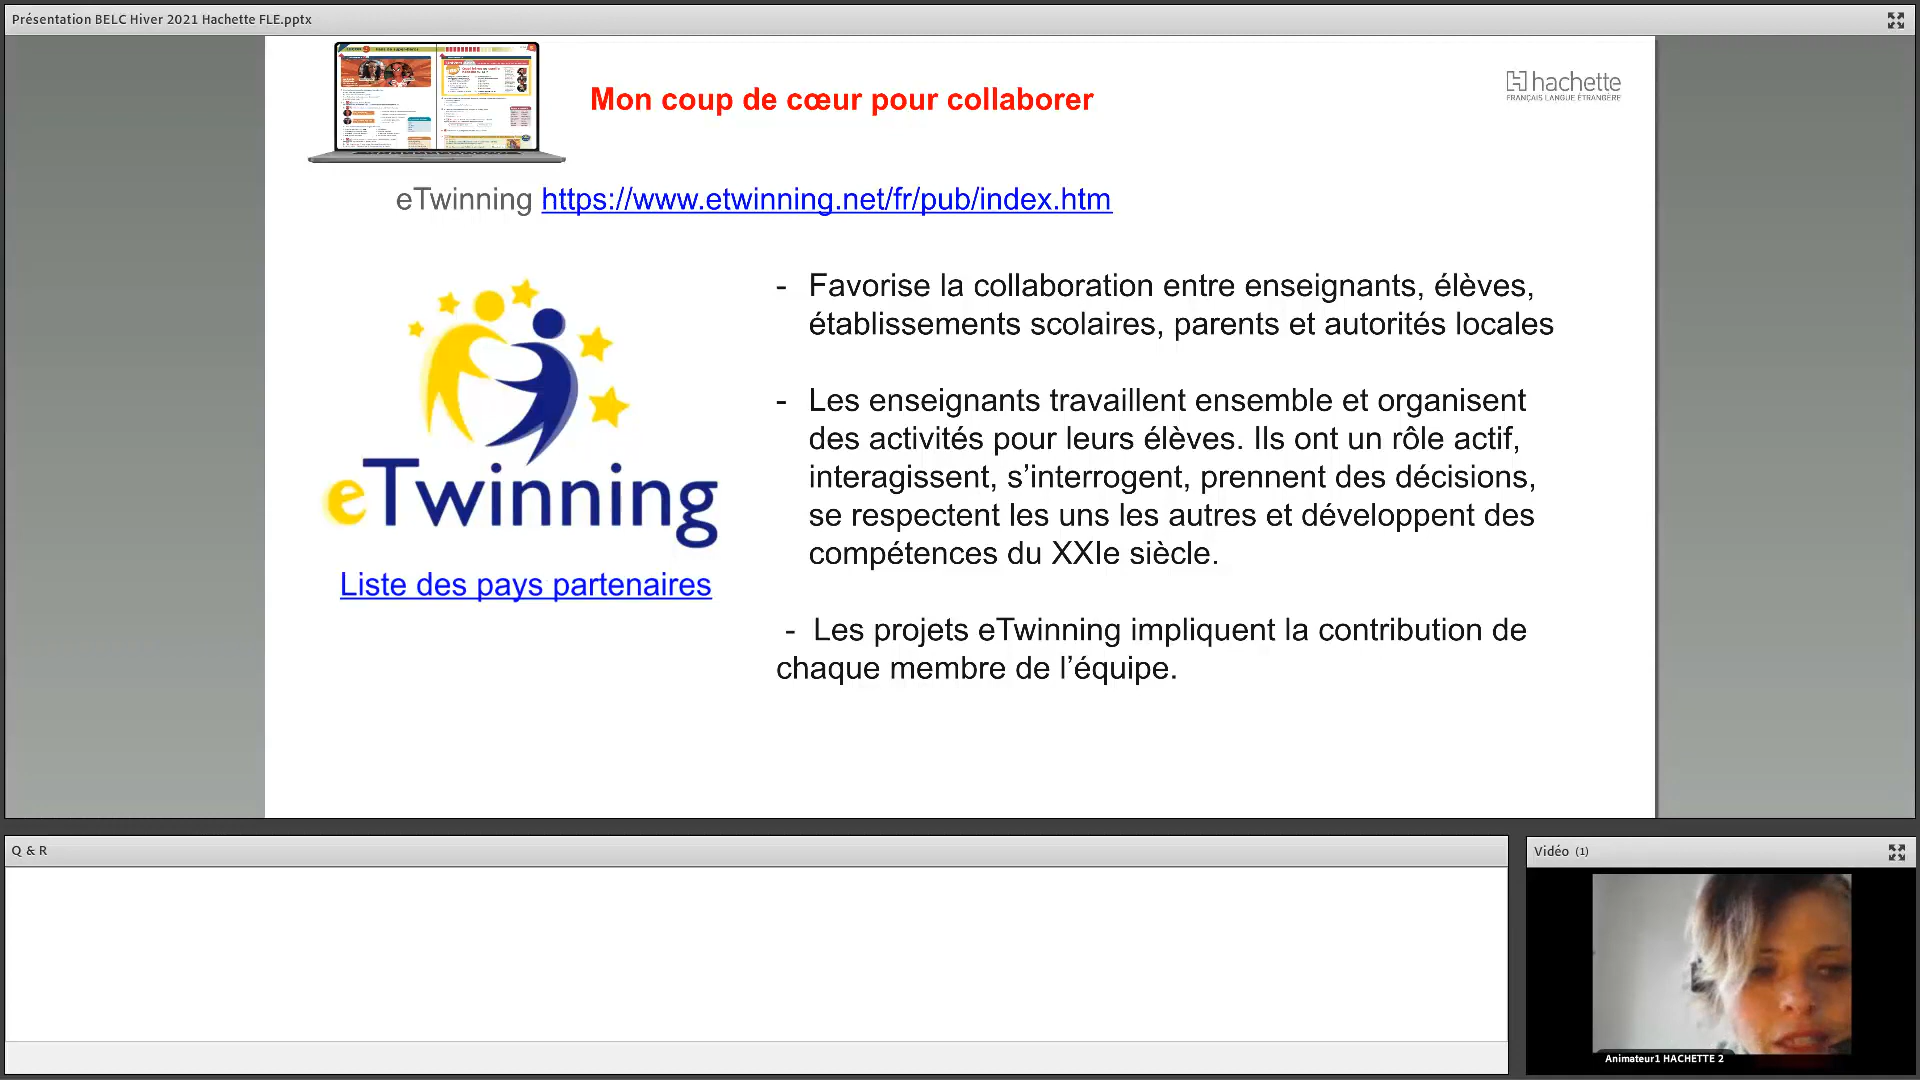 Présentation BELC Hiver 2021 Hachette FLE.pptx
Mon coup de cœur pour collaborer
hachette
FRANÇAIS LANGUE ÉTRANGÈRE
eTwinning https://www.etwinning.net/fr/pub/index.htm
- Favorise la collaboration entre enseignants, élèves,
établissements scolaires, parents et autorités locales
- Les enseignants travaillent ensemble et organisent
des activités pour leurs élèves. Ils ont un rôle actif,
interagissent, s’interrogent, prennent des décisions,
se respectent les uns les autres et développent des
compétences du XXIe siècle.
- Les projets eTwinning impliquent la contribution de
chaque membre de l’équipe.
eTwinning
Liste des pays partenaires
Q & R
Vidéo (1)
Animateur1 HACHETTE 2